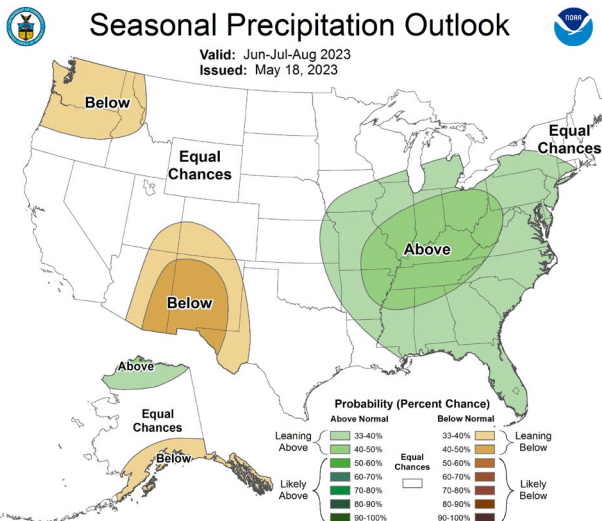 Seasonal Precipitation Outlook
Valid: Jun-Jul-Aug 2023
Issued: May 18, 2023
NOAA
Below
Equal
Chances
Equal
Chances
Above
Below
Above
Equal
Chances
Below
Probability (Percent Chance)
Above Normal
Below Normal
Leaning
Above
33-40%
40-50%
Likely
Above
50-60%
60-70%
70-80%
80-90%
90-100%
Equal
Chances
33-40%
40-50%
Leaning
Below
50-60%
60-70%
70-80%
80-90%
90-100%
Likely
Below